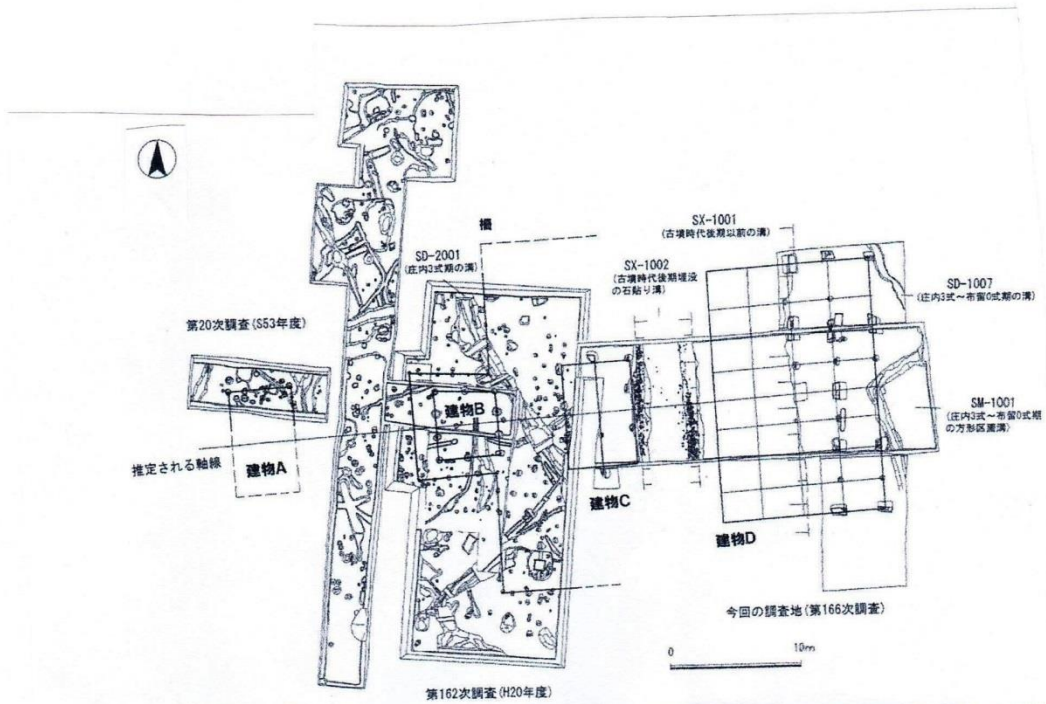 柵
SX-1001
(古墳時代後期以前の溝)
SD-2001
(庄内3式期の溝)
SX-1002
(古墳時代後期埋没
の石貼り溝)
SD-1007
(庄内3式～布留0式期の溝)
第20次調査(S53年度)
SM-1001
(庄内3式～布留0式期
の方形区画溝)
建物B
推定される軸線
建物A
建物C
建物D
今回の調査地(第166次調査)
0
10m
第162次調査(H20年度)